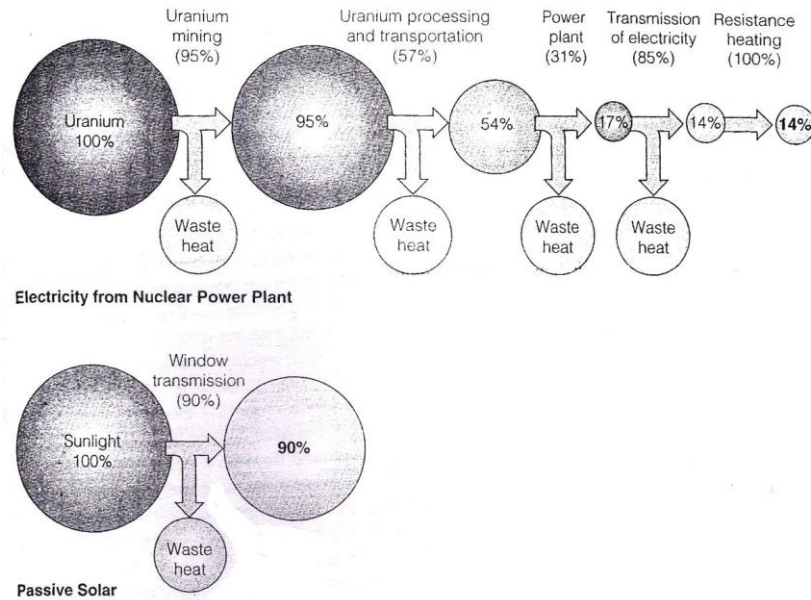 Uranium
mining
(95%)
Uranium processing
and transportation
(57%)
Power
plant
(31%)
Transmission
of electricity
(85%)
Resistance
heating
(100%)
Uranium
100%
95%
54%
17%
14%
14%
Waste
heat
Waste
heat
Waste
heat
Waste
heat
Electricity from Nuclear Power Plant
Window
transmission
(90%)
Sunlight
100%
90%
Waste
heat
Passive Solar